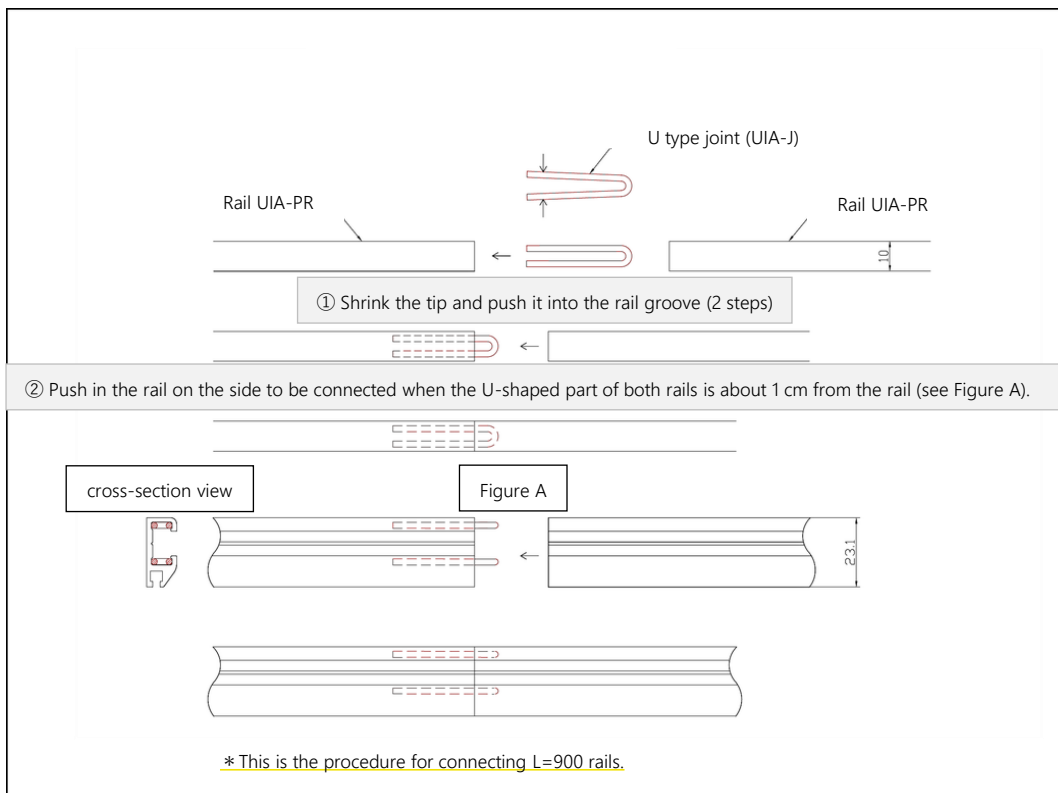 U type joint (UIA-J)
Rail UIA-PR
Rail UIA-PR
10
① Shrink the tip and push it into the rail groove (2 steps)
② Push in the rail on the side to be connected when the U-shaped part of both rails is about 1 cm from the rail (see Figure A).
cross-section view
Figure A
23.1
＊This is the procedure for connecting L=900 rails.